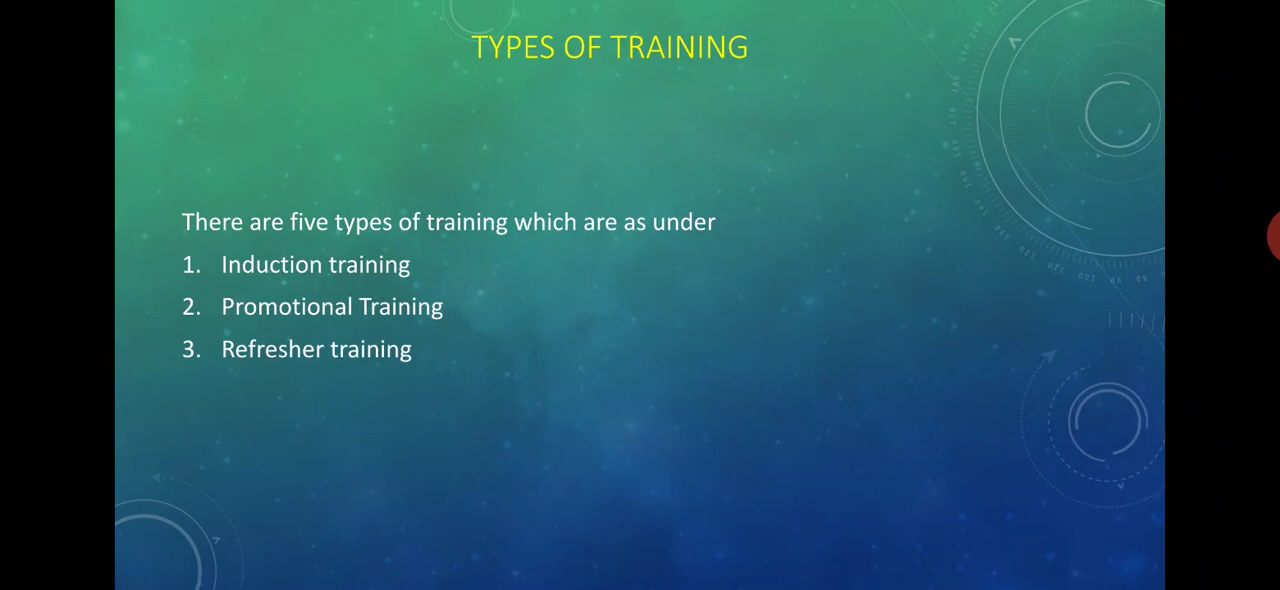 TYPES OF TRAINING
There are five types of training which are as under
1. Induction training
2. Promotional Training
3. Refresher training